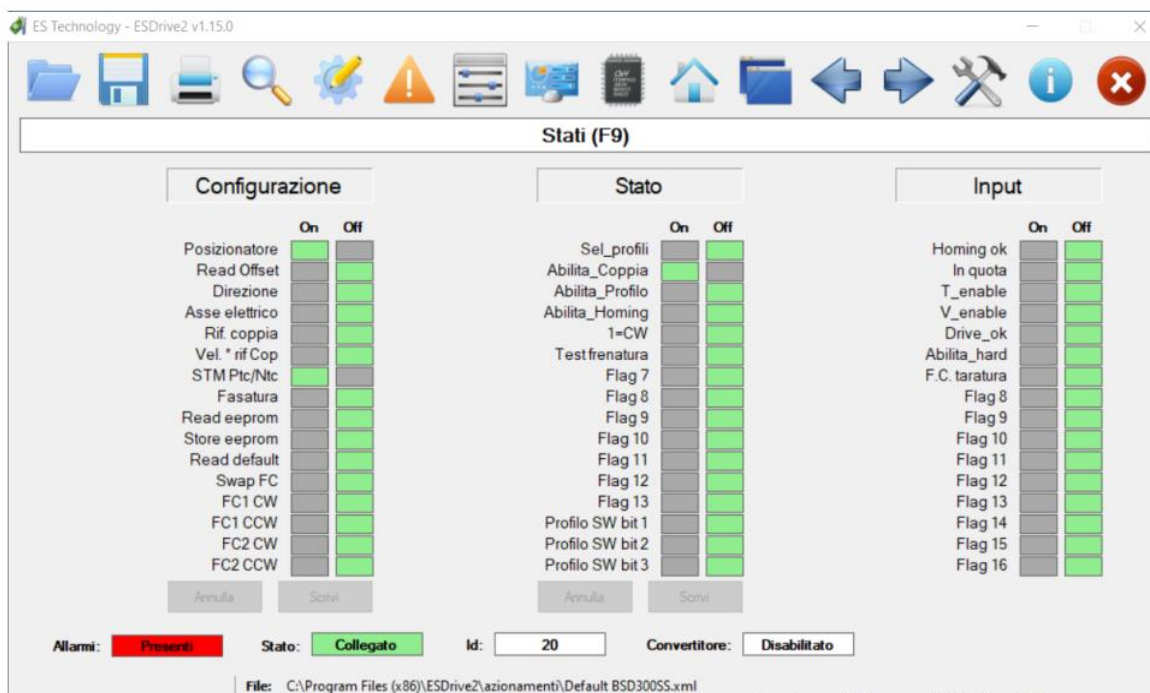 ES Technology - ESDrive2 v1.15.0
Stati (F9)
Configurazione
On Off
Posizionatore
Read Offset
Direzione
Asse elettrico
Rif. coppia
Vel. * rif Cop
STM Ptc/Ntc
Fasatura
Read eeprom
Store eeprom
Read default
Swap FC
FC1 CW
FC1 CCW
FC2 CW
FC2 CCW
Annulla Scrivi
Stato
On Off
Sel_profili
Abilita_Coppia
Abilita_Profilo
Abilita_Homing
1=CW
Test frenatura
Flag 7
Flag 8
Flag 9
Flag 10
Flag 11
Flag 12
Flag 13
Profilo SW bit 1
Profilo SW bit 2
Profilo SW bit 3
Annulla Scrivi
Input
On Off
Homing ok
In quota
T_enable
V_enable
Drive_ok
Abilita_hard
F.C. taratura
Flag 8
Flag 9
Flag 10
Flag 11
Flag 12
Flag 13
Flag 14
Flag 15
Flag 16
Allarmi: Presenti Stato: Collegato Id: 20 Convertitore: Disabilitato
File: C:\Program Files (x86)\ESDrive2\azionamenti\Default BSD300SS.xml